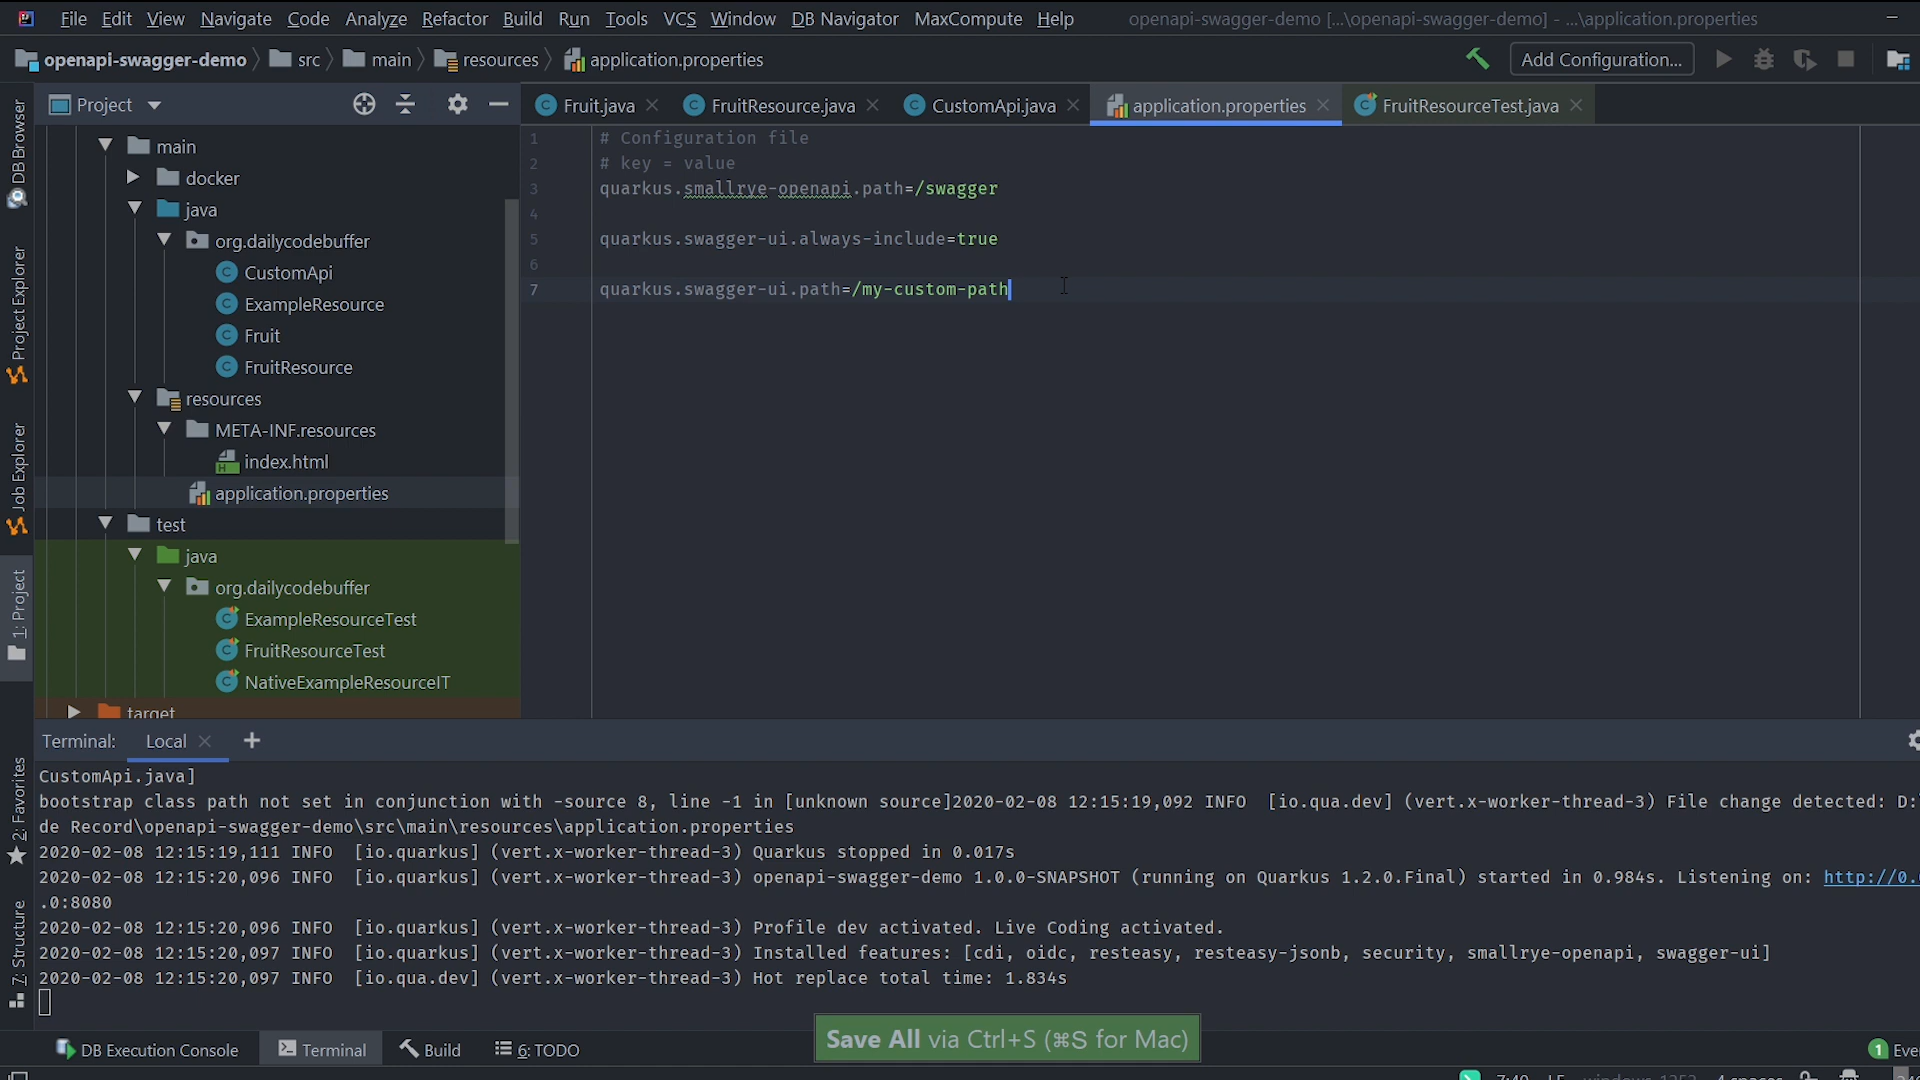 File Edit View Navigate Code Analyze Refactor Build Run Tools VCS Window DB Navigator MaxCompute Help openapi-swagger-demo [...\openapi-swagger-demo] - ...\application.properties
openapi-swagger-demo src main resources application.properties Add Configuration...
Project
Fruit.java FruitResource.java CustomApi.java application.properties FruitResourceTest.java
DB Browser
Project Explorer
Job Explorer
1: Project
2: Favorites
7: Structure
main
docker
java
org.dailycodebuffer
CustomApi
ExampleResource
Fruit
FruitResource
resources
META-INF.resources
index.html
application.properties
test
java
org.dailycodebuffer
ExampleResourceTest
FruitResourceTest
NativeExampleResourceIT
target
1 # Configuration file
2 # key = value
3 quarkus.smallrye-openapi.path=/swagger
4
5 quarkus.swagger-ui.always-include=true
6
7 quarkus.swagger-ui.path=/my-custom-path
Terminal: Local
CustomApi.java]
bootstrap class path not set in conjunction with -source 8, line -1 in [unknown source]2020-02-08 12:15:19,092 INFO [io.qua.dev] (vert.x-worker-thread-3) File change detected: D:
de Record\openapi-swagger-demo\src\main\resources\application.properties
2020-02-08 12:15:19,111 INFO [io.quarkus] (vert.x-worker-thread-3) Quarkus stopped in 0.017s
2020-02-08 12:15:20,096 INFO [io.quarkus] (vert.x-worker-thread-3) openapi-swagger-demo 1.0.0-SNAPSHOT (running on Quarkus 1.2.0.Final) started in 0.984s. Listening on: http://0.
.0:8080
2020-02-08 12:15:20,096 INFO [io.quarkus] (vert.x-worker-thread-3) Profile dev activated. Live Coding activated.
2020-02-08 12:15:20,097 INFO [io.quarkus] (vert.x-worker-thread-3) Installed features: [cdi, oidc, resteasy, resteasy-jsonb, security, smallrye-openapi, swagger-ui]
2020-02-08 12:15:20,097 INFO [io.qua.dev] (vert.x-worker-thread-3) Hot replace total time: 1.834s
Save All via Ctrl+S (⌘S for Mac)
DB Execution Console Terminal Build 6: TODO 1 Eve